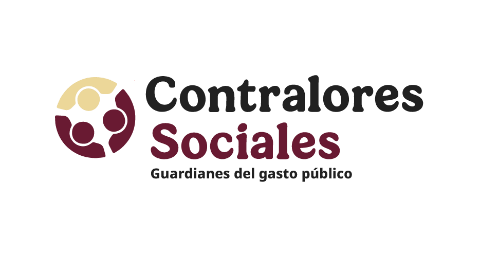 Contralores
Sociales
Guardianes del gasto público